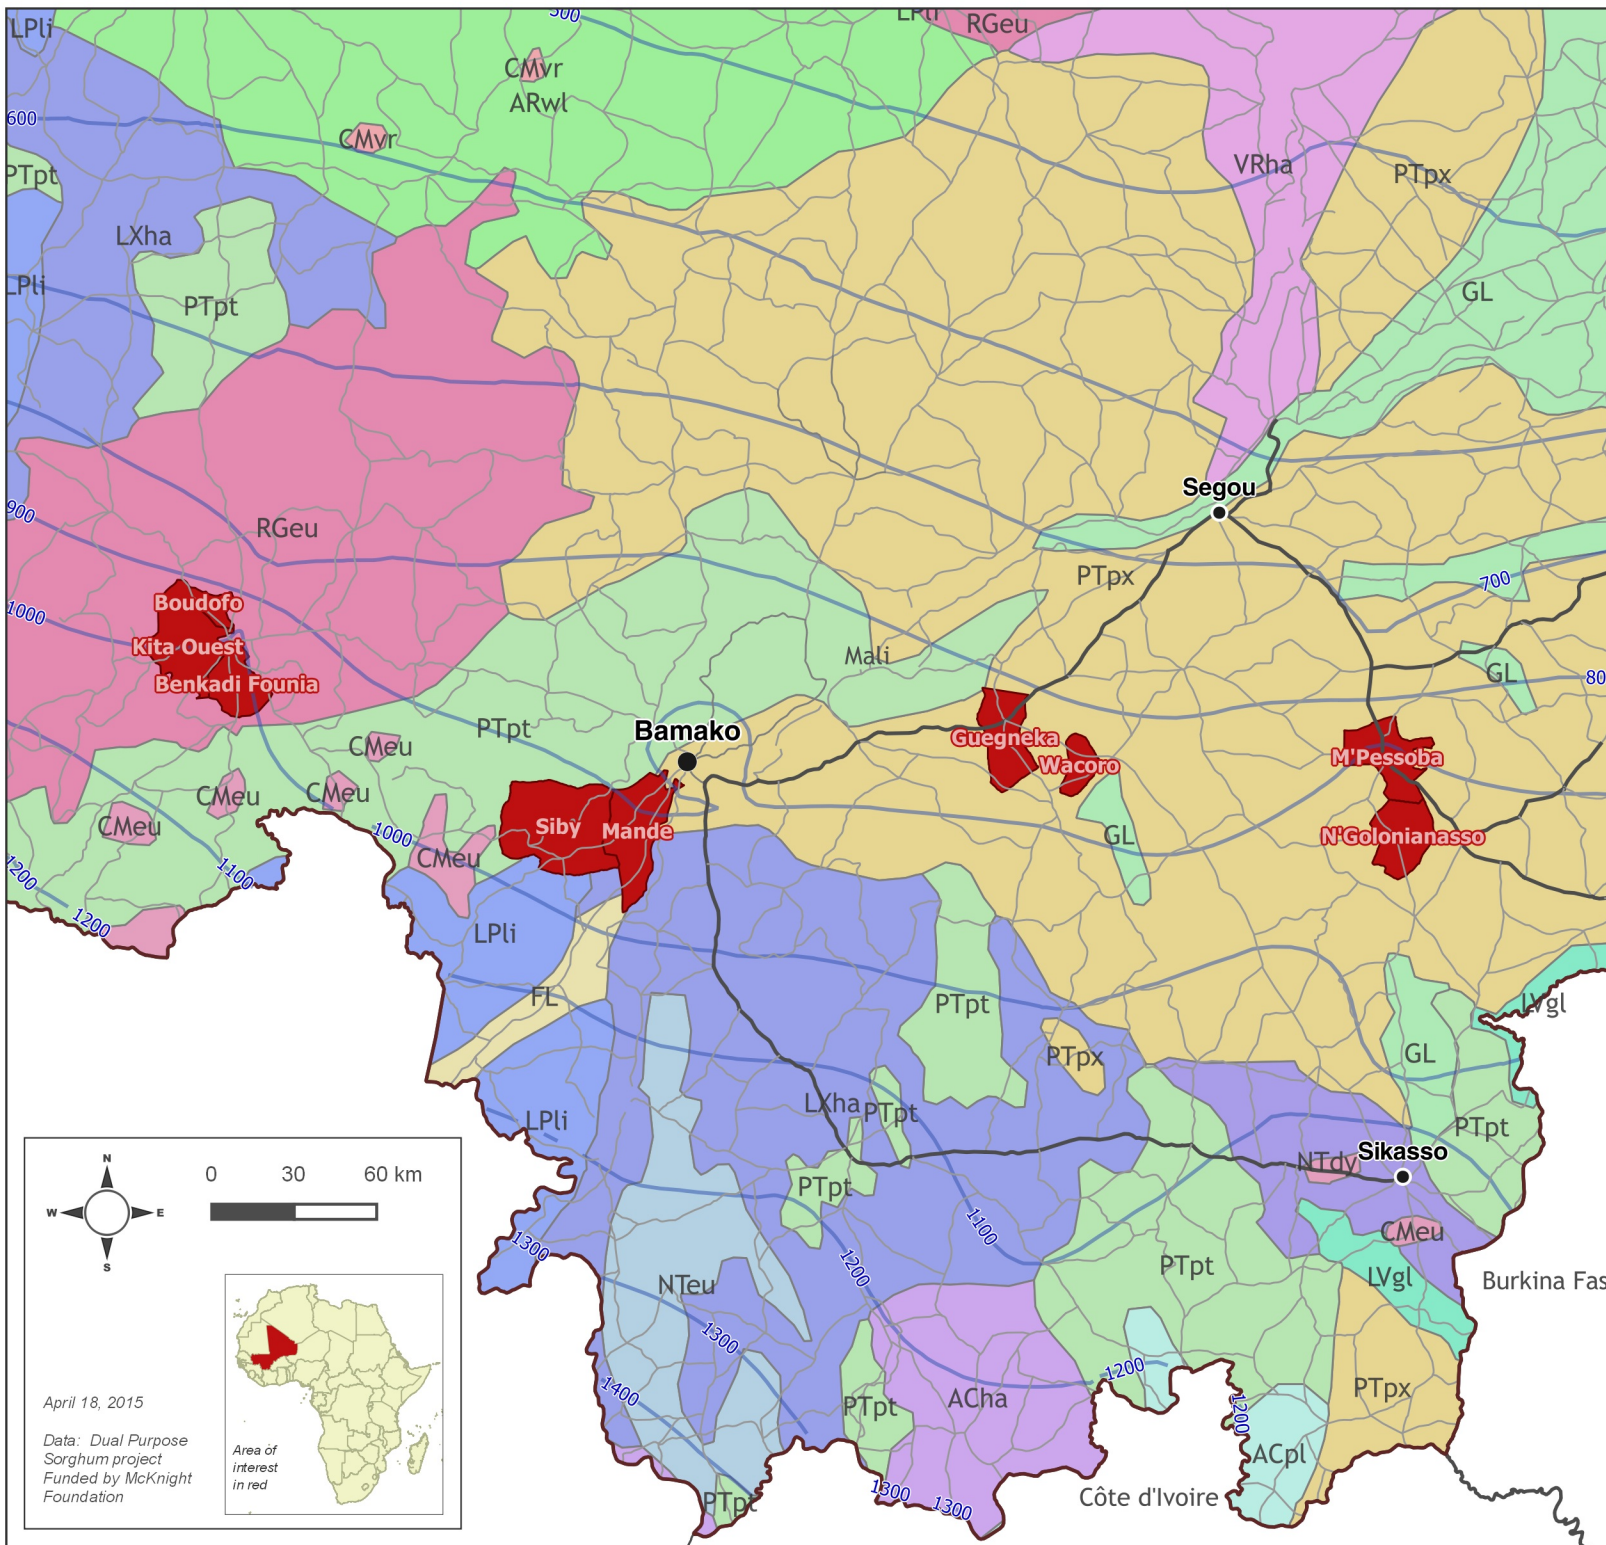 500
LPli
LPli
RGeu
CMvr
ARwl
600
CMvr
VRha
PTpx
PTpt
LXha
LPli
PTpt
GL
Segou
900
RGeu
PTpx
700
Boudofo
1000
Kita Ouest
Mali
GL
80
Benkadi Founia
PTpt
Bamako
CMeu
Guegneka
Wacoro
M'Pessoba
CMeu
CMeu
CMeu
Siby
Mande
1000
GL
N'Golonianasso
CMeu
1200
1100
1200
LPli
FL
PTpt
LVgl
PTpx
GL
LXha
PTpt
LPli
PTpt
NTdy
Sikasso
PTpt
1100
CMeu
1300
1200
PTpt
LVgl
Burkina Fas
NTeu
1300
1200
1400
PTpt
ACha
PTpx
1200
ACpl
1300
1300
PTpt
Côte d'Ivoire
N
W
E
S
0 30 60 km
April 18, 2015
Data: Dual Purpose
Sorghum project
Funded by McKnight
Foundation
Area of
interest
in red